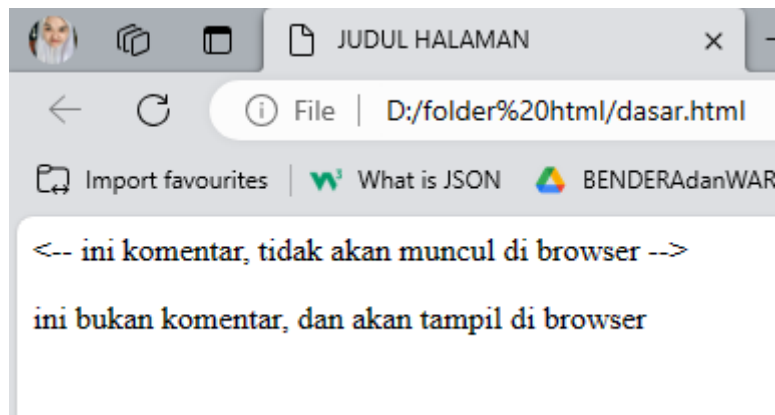 JUDUL HALAMAN
File | D:/folder%20html/dasar.html
Import favourites What is JSON BENDERAdanWAR
<-- ini komentar, tidak akan muncul di browser -->
ini bukan komentar, dan akan tampil di browser